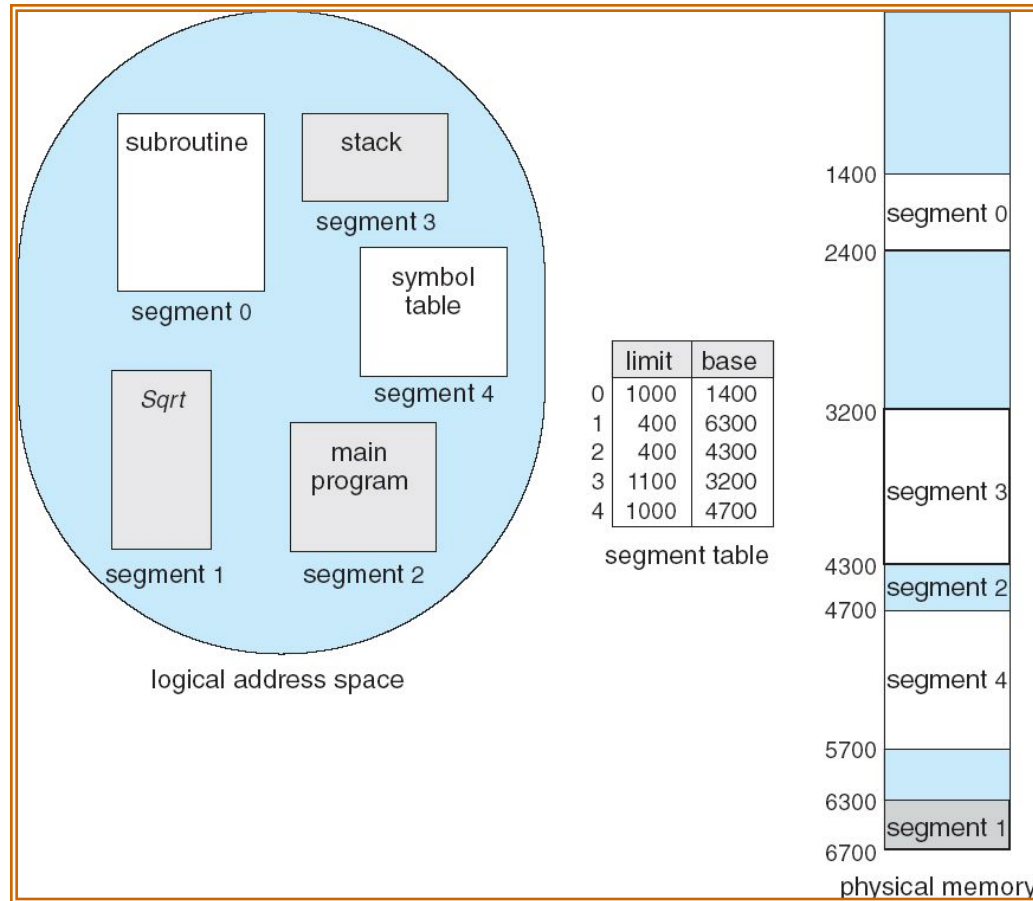 subroutine
segment 0
stack
segment 3
symbol
table
segment 4
Sqrt
segment 1
main
program
segment 2
logical address space
limit base
0 1000 1400
1 400 6300
2 400 4300
3 1100 3200
4 1000 4700
segment table
1400
segment 0
2400
3200
segment 3
4300
segment 2
4700
segment 4
5700
6300
segment 1
6700
physical memory